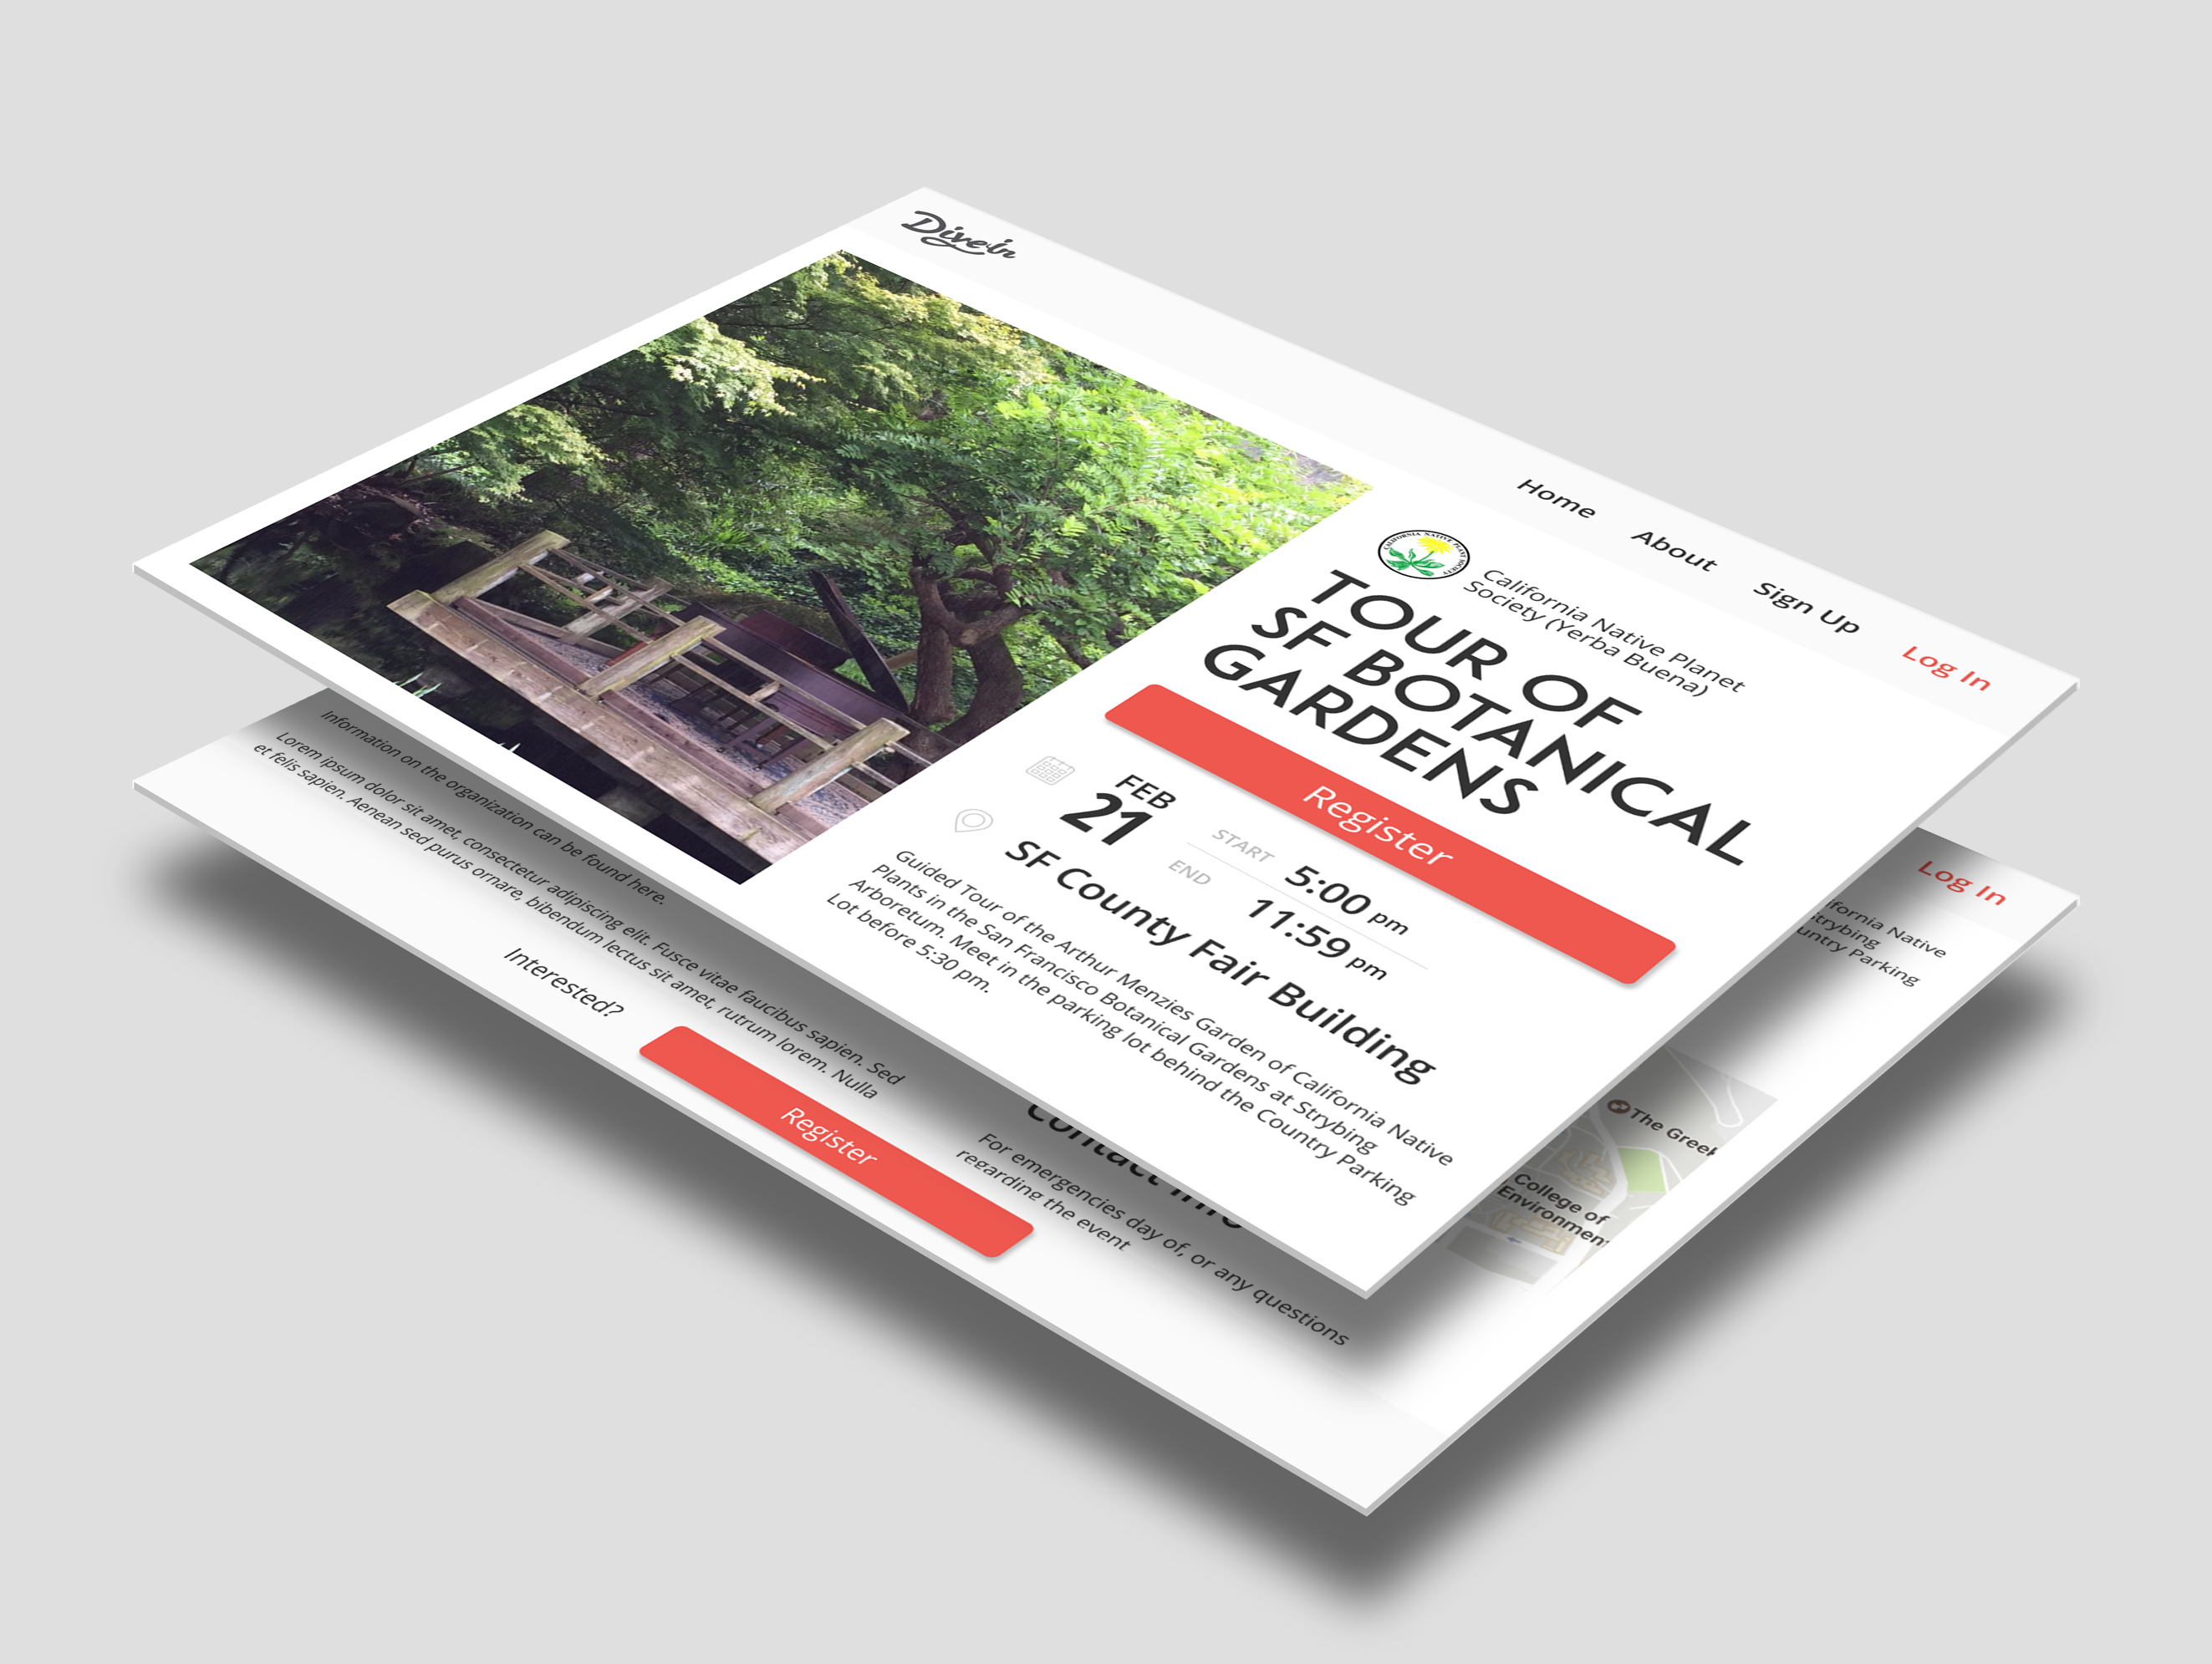 Dive in
Home
About
Sign Up
Log In
CALIFORNIA NATIVE PLANT SOCIETY
California Native Planet
Society (Yerba Buena)
TOUR OF
SF BOTANICAL
GARDENS
Register
FEB
21
START 5:00 pm
END 11:59 pm
SF County Fair Building
Guided Tour of the Arthur Menzies Garden of California Native
Plants in the San Francisco Botanical Gardens at Strybing
Arboretum. Meet in the parking lot behind the Country Parking
Lot before 5:30 pm.
Log In
ifornia Native
trybing
untry Parking
Information on the organization can be found here.
Lorem ipsum dolor sit amet, consectetur adipiscing elit. Fusce vitae faucibus sapien. Sed
et felis sapien. Aenean sed purus ornare, bibendum lectus sit amet, rutrum lorem. Nulla
Interested?
Register
Contact Info
For emergencies day of, or any questions
regarding the event
The Greek
College of
Environment